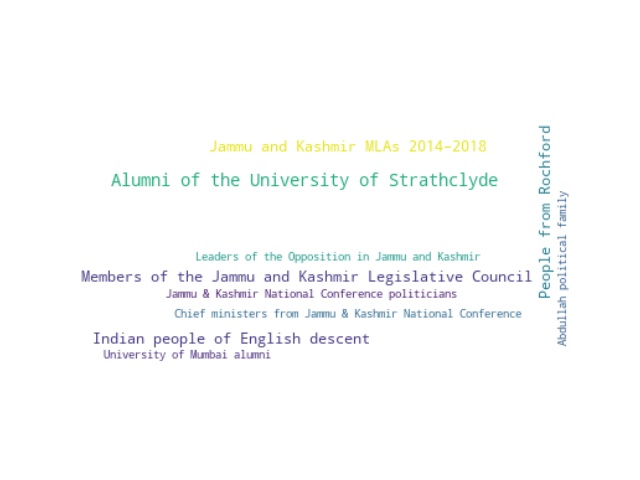 Jammu and Kashmir MLAs 2014-2018
Alumni of the University of Strathclyde
Leaders of the Opposition in Jammu and Kashmir
Members of the Jammu and Kashmir Legislative Council
Jammu & Kashmir National Conference politicians
Chief ministers from Jammu & Kashmir National Conference
Indian people of English descent
University of Mumbai alumni
People from Rochford
Abdullah political family